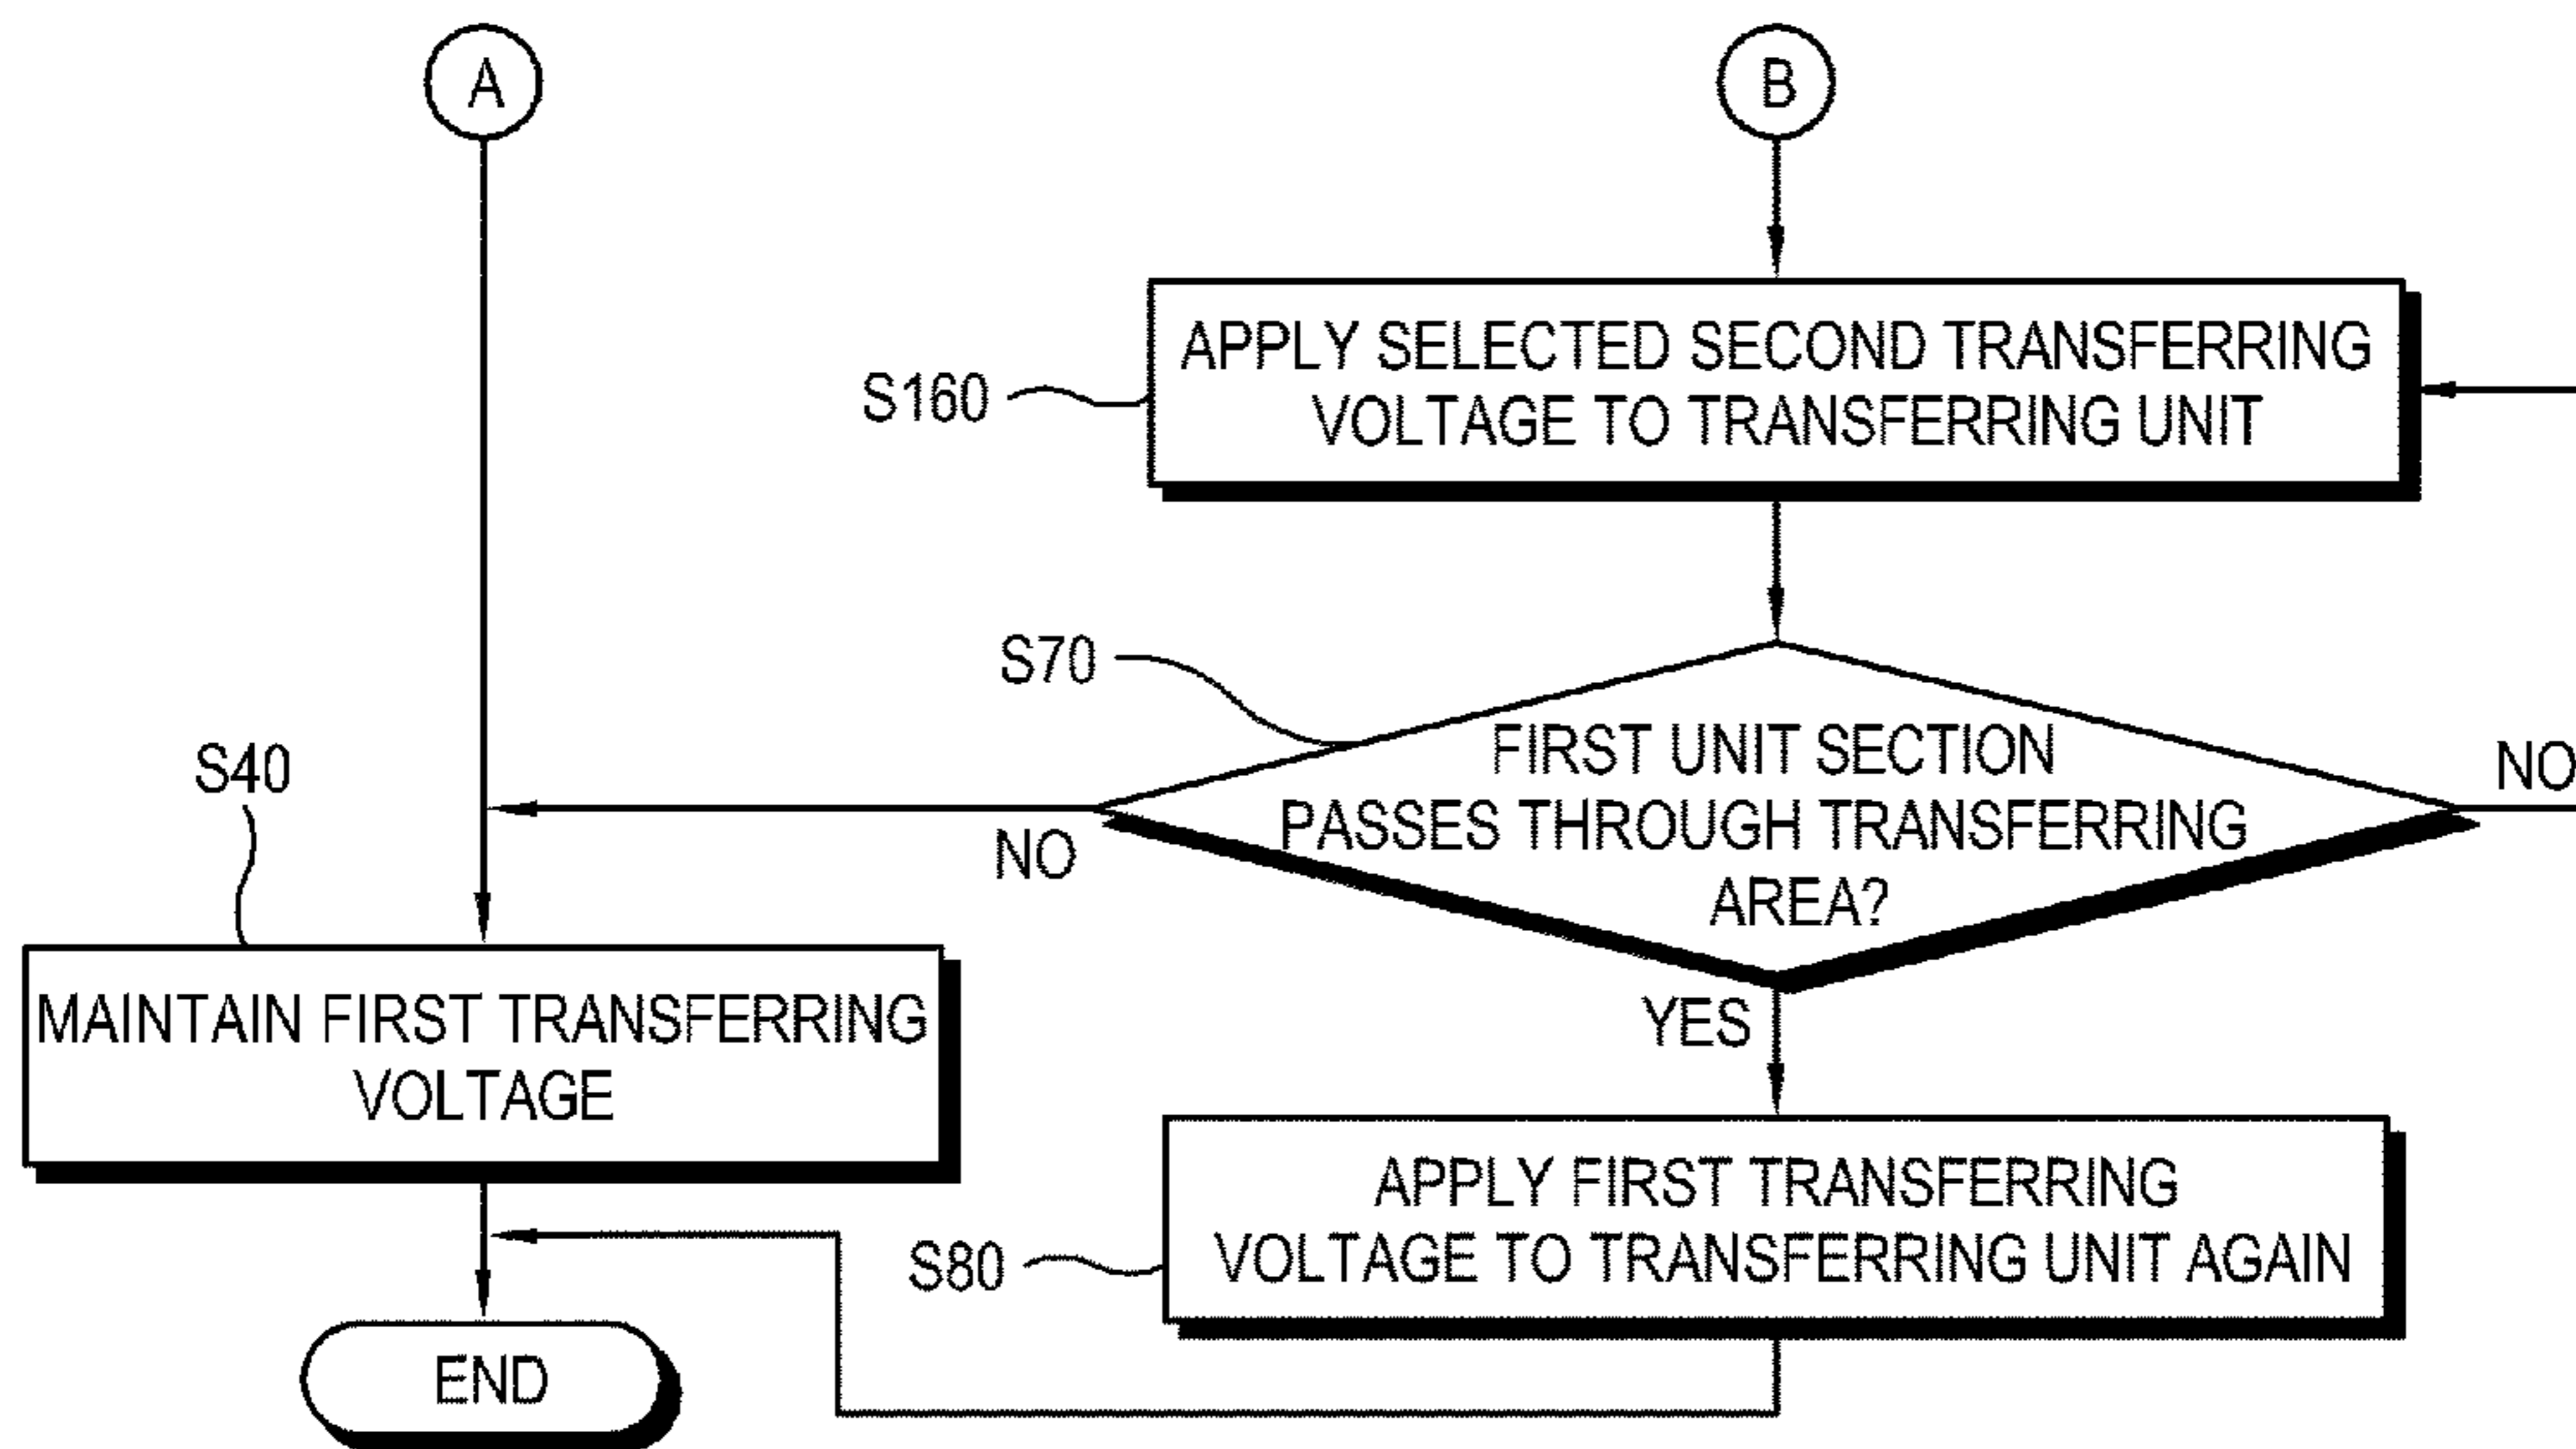 A
B
S160
APPLY SELECTED SECOND TRANSFERRING
VOLTAGE TO TRANSFERRING UNIT
S70
FIRST UNIT SECTION
PASSES THROUGH TRANSFERRING
AREA?
NO
NO
S40
MAINTAIN FIRST TRANSFERRING
VOLTAGE
YES
APPLY FIRST TRANSFERRING
VOLTAGE TO TRANSFERRING UNIT AGAIN
S80
END